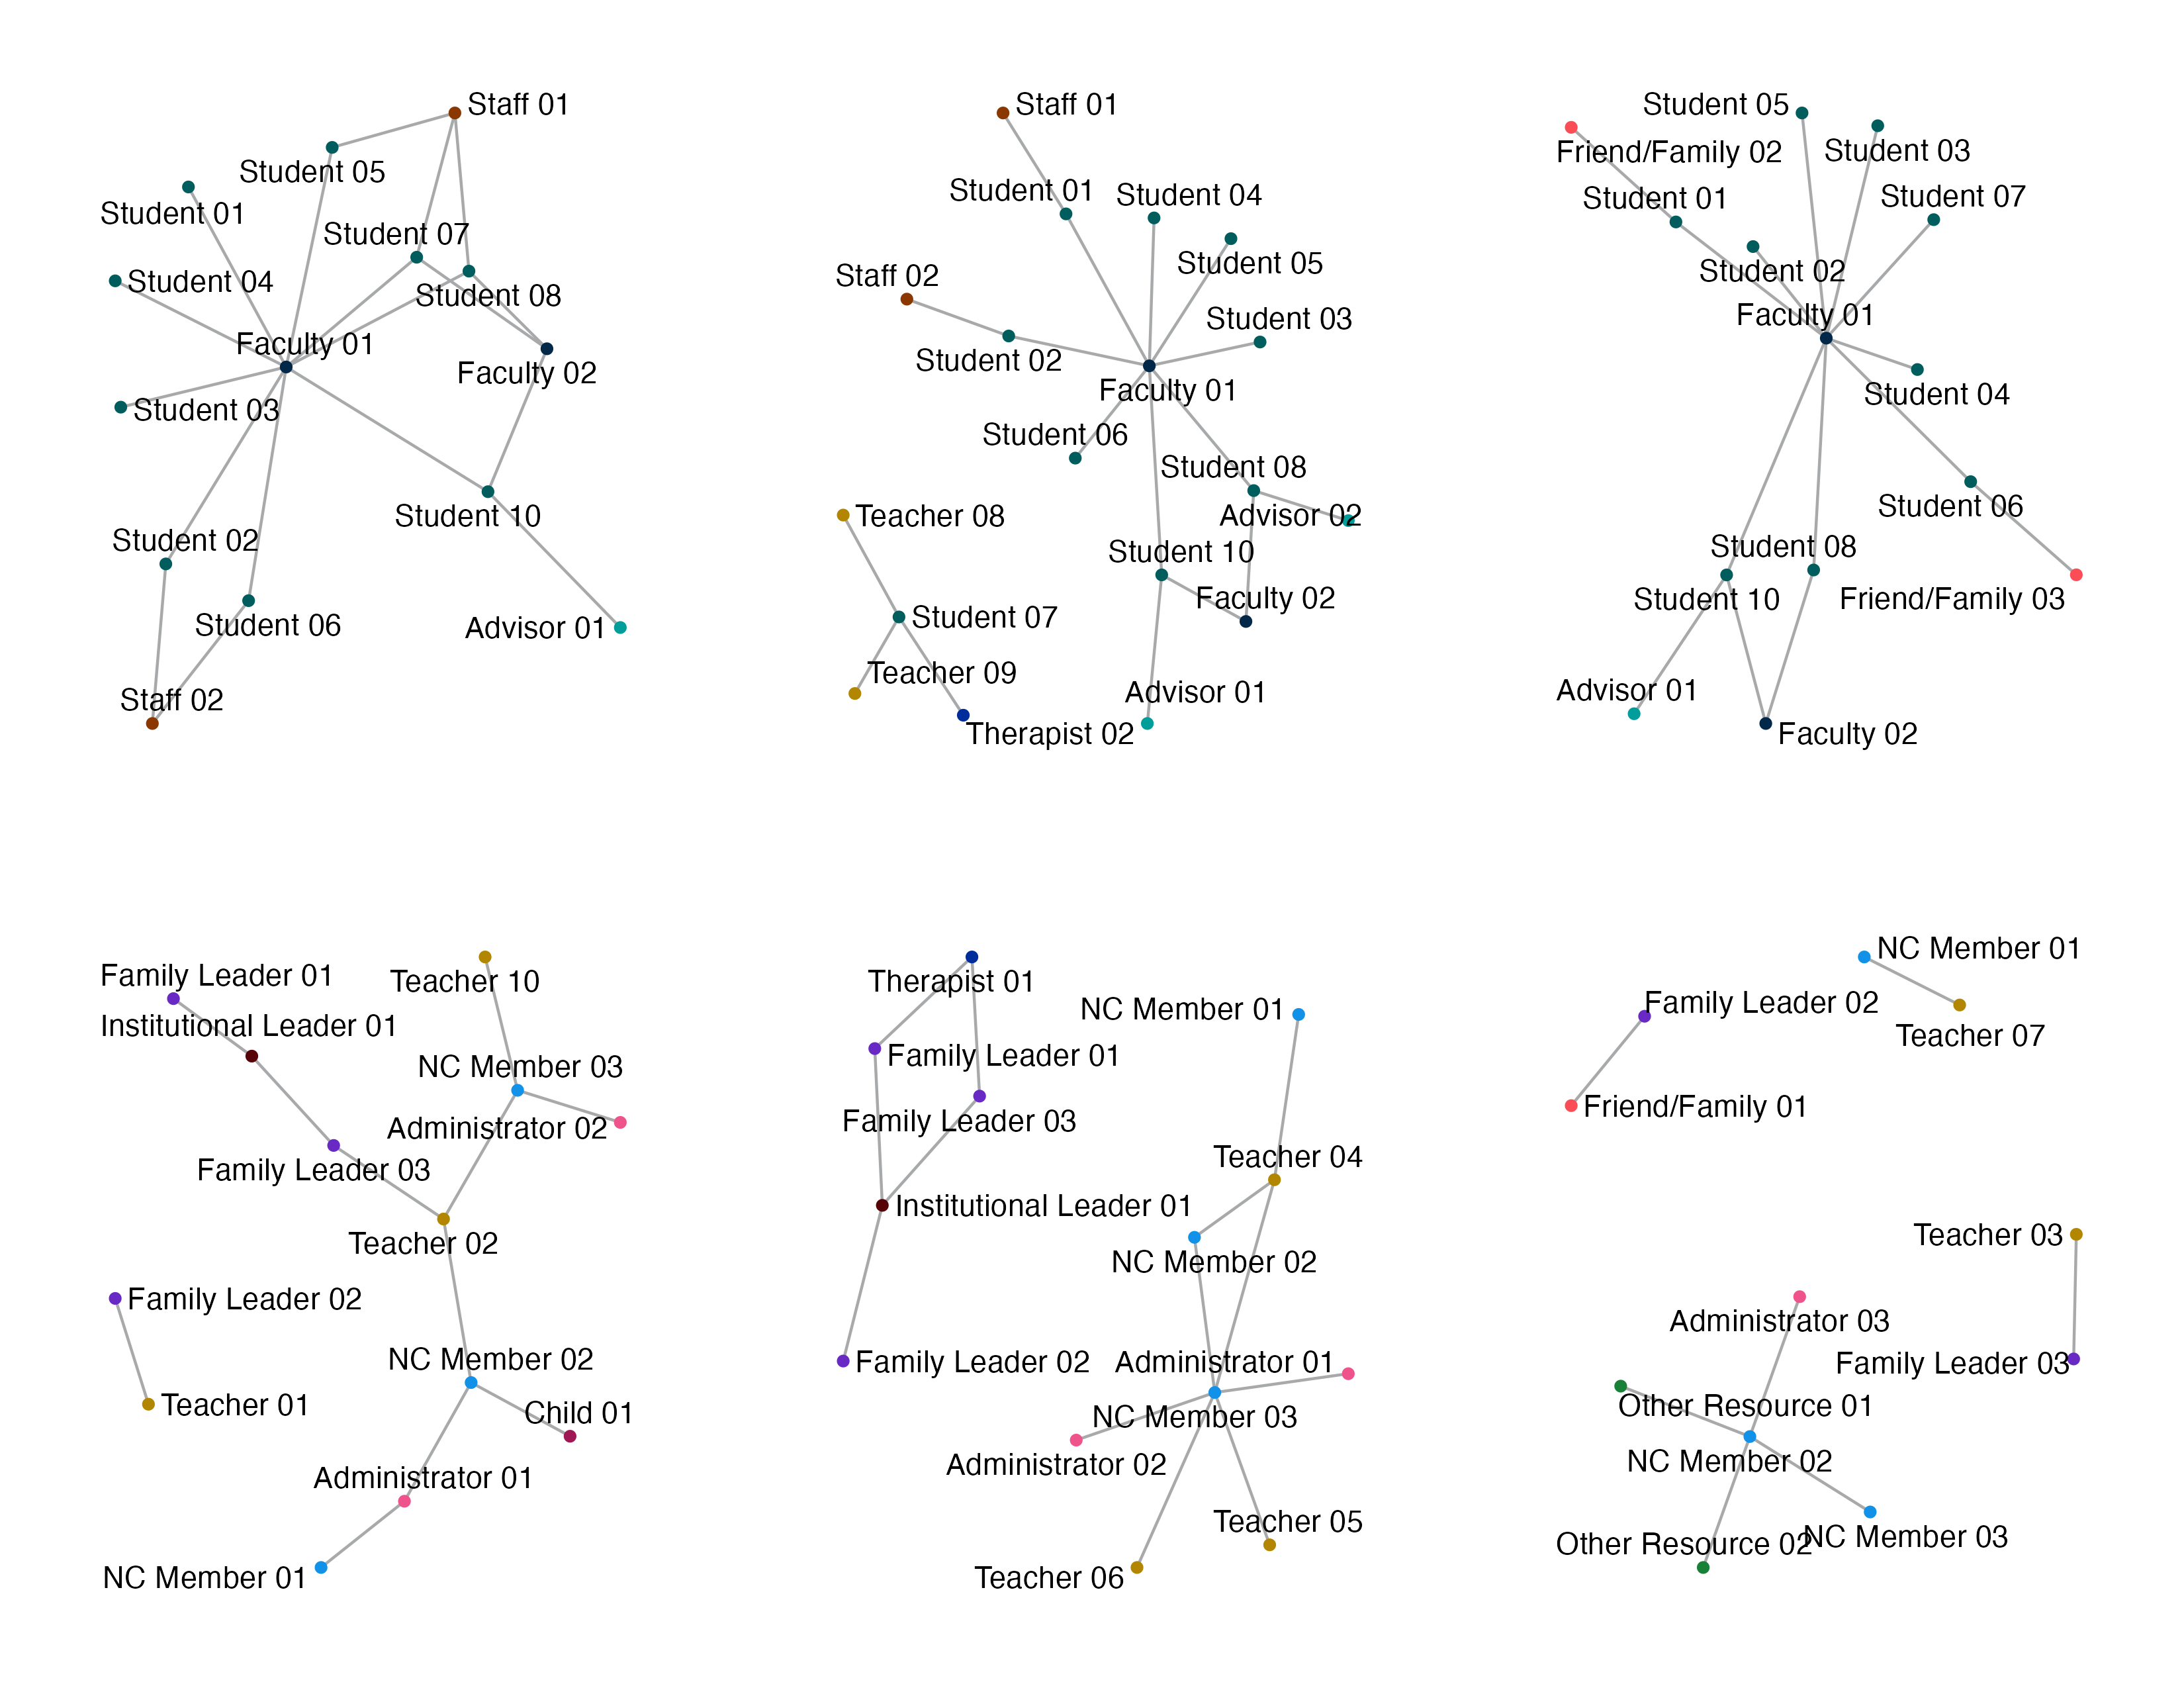 Staff 01
Student 05
Student 01
Student 07
Student 04
Student 08
Faculty 01
Faculty 02
Student 03
Student 10
Student 02
Student 06
Advisor 01
Staff 02
Staff 01
Student 01
Student 04
Student 05
Staff 02
Student 03
Student 02
Faculty 01
Student 06
Student 08
Teacher 08
Advisor 02
Student 10
Faculty 02
Student 07
Teacher 09
Advisor 01
Therapist 02
Student 05
Friend/Family 02
Student 03
Student 01
Student 07
Student 02
Faculty 01
Student 04
Student 06
Student 08
Student 10
Friend/Family 03
Advisor 01
Faculty 02
Family Leader 01
Teacher 10
Institutional Leader 01
NC Member 03
Administrator 02
Family Leader 03
Teacher 02
Family Leader 02
NC Member 02
Teacher 01
Child 01
Administrator 01
NC Member 01
Therapist 01
NC Member 01
Family Leader 01
Family Leader 03
Teacher 04
Institutional Leader 01
NC Member 02
Family Leader 02
Administrator 01
NC Member 03
Administrator 02
Teacher 05
Teacher 06
NC Member 01
Family Leader 02
Teacher 07
Friend/Family 01
Teacher 03
Administrator 03
Family Leader 03
Other Resource 01
NC Member 02
Other Resource 02
NC Member 03